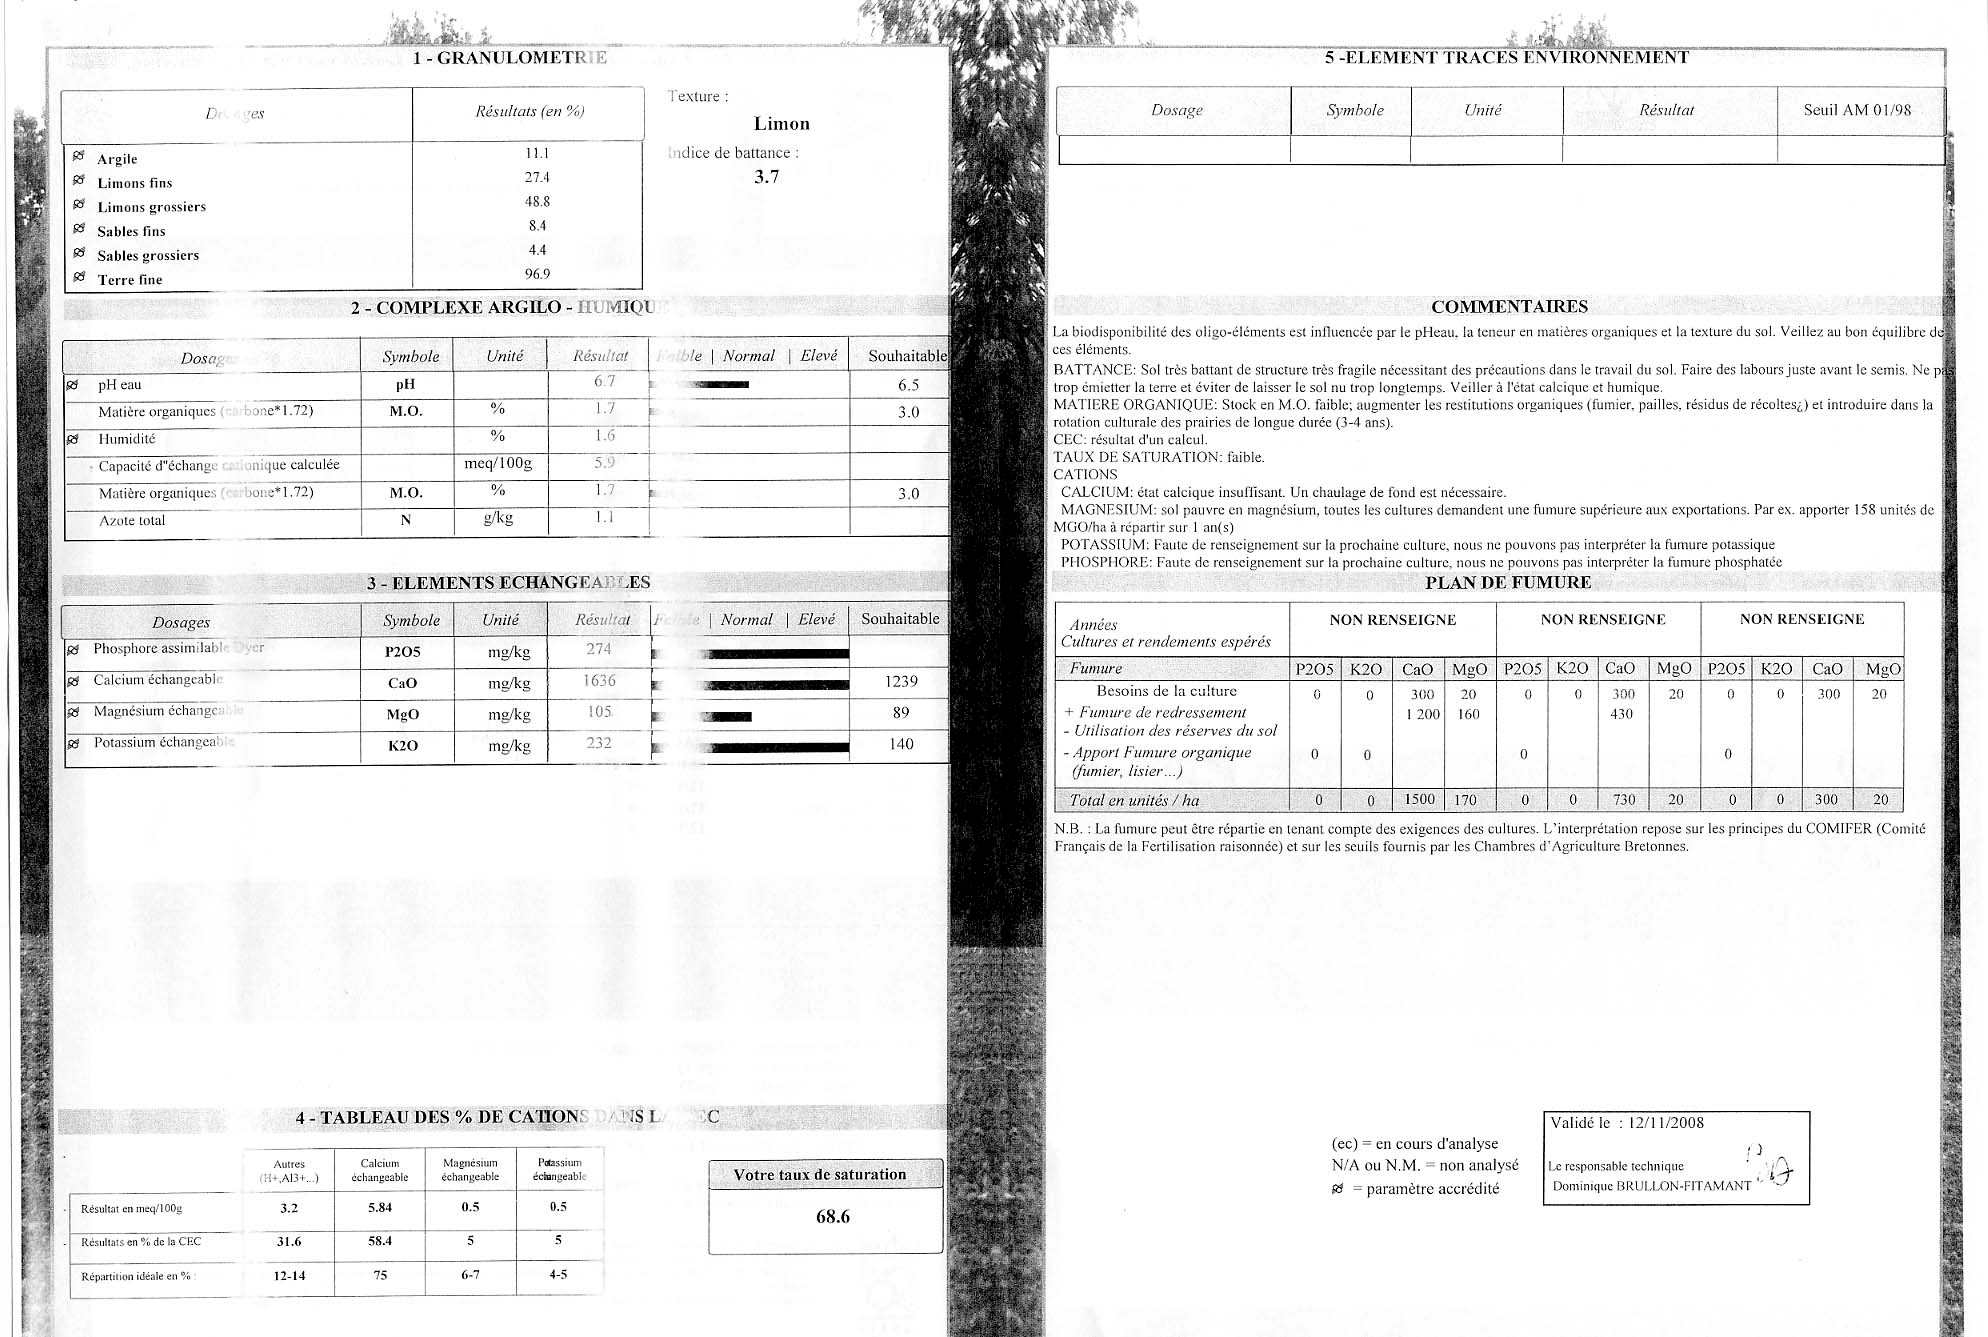 1 - GRANULOMETRIE
Dosages Résultats (en %)
Argile 11.1
Limons fins 27.4
Limons grossiers 48.8
Sables fins 8.4
Sables grossiers 4.4
Terre fine 96.9
Texture :
Limon
Indice de battance :
3.7
2 - COMPLEXE ARGILO - HUMIQUE
Dosages Symbole Unité Résultat Faible | Normal | Elevé Souhaitable
pH eau pH 6.7 6.5
Matière organiques (carbone*1.72) M.O. % 1.7 3.0
Humidité % 1.6
Capacité d"échange cationique calculée meq/100g 5.9
Matière organiques (carbone*1.72) M.O. % 1.7 3.0
Azote total N g/kg 1.1
3 - ELEMENTS ECHANGEABLES
Dosages Symbole Unité Résultat Faible | Normal | Elevé Souhaitable
Phosphore assimilable Dyer P2O5 mg/kg 274
Calcium échangeable CaO mg/kg 1636 1239
Magnésium échangeable MgO mg/kg 105 89
Potassium échangeable K2O mg/kg 232 140
4 - TABLEAU DES % DE CATIONS DANS LA CEC
Autres (H+,Al3+...) Calcium échangeable Magnésium échangeable Potassium échangeable
Résultat en meq/100g 3.2 5.84 0.5 0.5
Résultats en % de la CEC 31.6 58.4 5 5
Répartition idéale en % : 12-14 75 6-7 4-5
Votre taux de saturation
68.6
5 -ELEMENT TRACES ENVIRONNEMENT
Dosage Symbole Unité Résultat Seuil AM 01/98
COMMENTAIRES
La biodisponibilité des oligo-éléments est influencée par le pHeau, la teneur en matières organiques et la texture du sol. Veillez au bon équilibre de
ces éléments.
BATTANCE: Sol très battant de structure très fragile nécessitant des précautions dans le travail du sol. Faire des labours juste avant le semis. Ne pas
trop émietter la terre et éviter de laisser le sol nu trop longtemps. Veiller à l'état calcique et humique.
MATIERE ORGANIQUE: Stock en M.O. faible; augmenter les restitutions organiques (fumier, pailles, résidus de récoltes¿) et introduire dans la
rotation culturale des prairies de longue durée (3-4 ans).
CEC: résultat d'un calcul.
TAUX DE SATURATION: faible.
CATIONS
CALCIUM: état calcique insuffisant. Un chaulage de fond est nécessaire.
MAGNESIUM: sol pauvre en magnésium, toutes les cultures demandent une fumure supérieure aux exportations. Par ex. apporter 158 unités de
MGO/ha à répartir sur 1 an(s)
POTASSIUM: Faute de renseignement sur la prochaine culture, nous ne pouvons pas interpréter la fumure potassique
PHOSPHORE: Faute de renseignement sur la prochaine culture, nous ne pouvons pas interpréter la fumure phosphatée
PLAN DE FUMURE
Années NON RENSEIGNE NON RENSEIGNE NON RENSEIGNE
Cultures et rendements espérés
Fumure P2O5 K2O CaO MgO P2O5 K2O CaO MgO P2O5 K2O CaO MgO
Besoins de la culture 0 0 300 20 0 0 300 20 0 0 300 20
+ Fumure de redressement 1 200 160 430
- Utilisation des réserves du sol
- Apport Fumure organique 0 0 0 0
(fumier, lisier...)
Total en unités / ha 0 0 1500 170 0 0 730 20 0 0 300 20
N.B. : La fumure peut être répartie en tenant compte des exigences des cultures. L'interprétation repose sur les principes du COMIFER (Comité
Français de la Fertilisation raisonnée) et sur les seuils fournis par les Chambres d'Agriculture Bretonnes.
(ec) = en cours d'analyse
N/A ou N.M. = non analysé
= paramètre accrédité
Validé le : 12/11/2008
Le responsable technique
Dominique BRULLON-FITAMANT